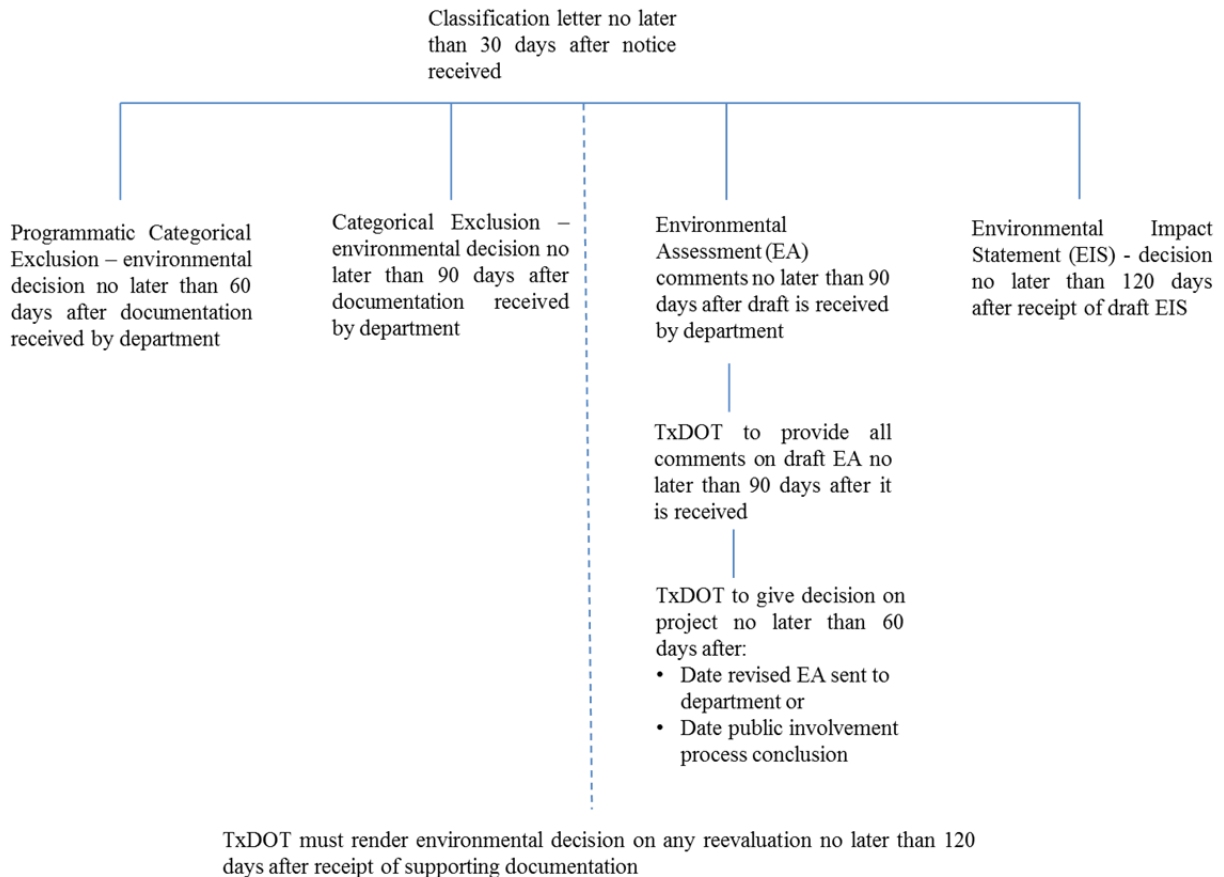 Classification letter no later
than 30 days after notice
received
Programmatic Categorical
Exclusion – environmental
decision no later than 60
days after documentation
received by department
Categorical Exclusion –
environmental decision no
later than 90 days after
documentation received
by department
Environmental
Assessment (EA)
comments no later than 90
days after draft is received
by department
Environmental Impact
Statement (EIS) - decision
no later than 120 days
after receipt of draft EIS
TxDOT to provide all
comments on draft EA no
later than 90 days after it
is received
TxDOT to give decision on
project no later than 60
days after:
• Date revised EA sent to
department or
• Date public involvement
process conclusion
TxDOT must render environmental decision on any reevaluation no later than 120
days after receipt of supporting documentation